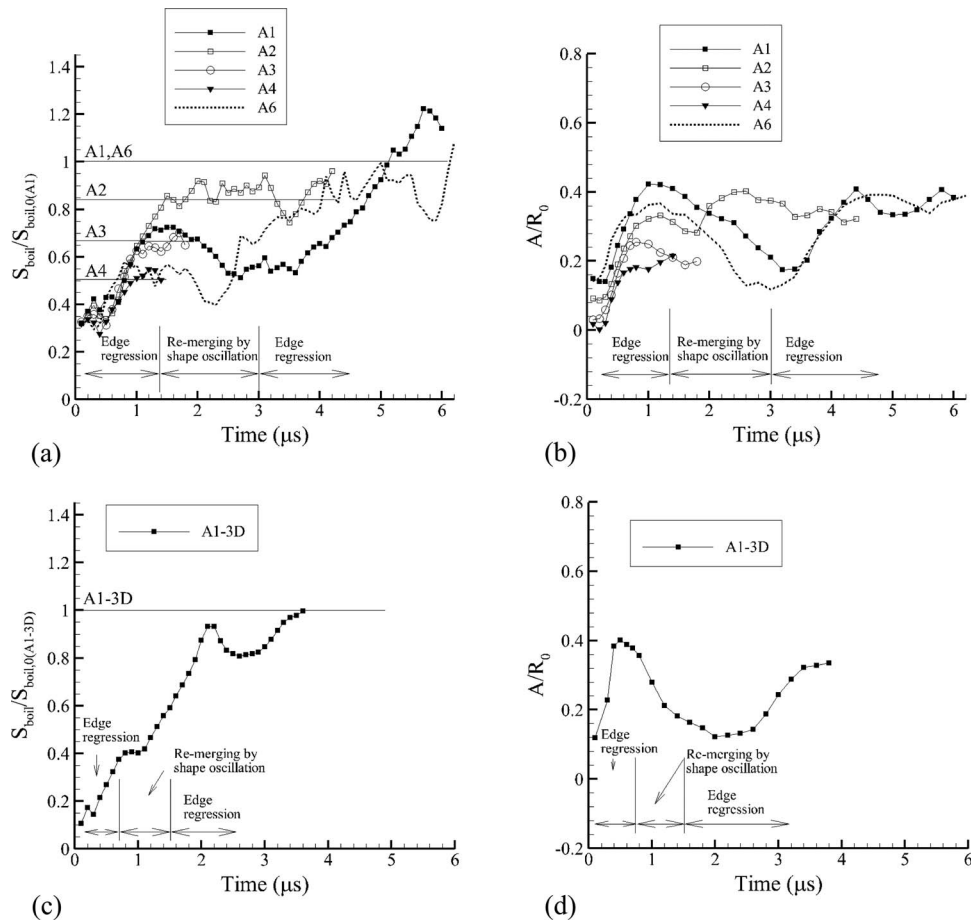 A1
A2
A3
A4
A6
1.4
1.2
1
0.8
0.6
0.4
0.2
0
A1,A6
A2
A3
A4
Edge
regression
Re-merging by
shape oscillation
Edge
regression
0 1 2 3 4 5 6
S_boil/S_boil,0(A1)
Time (μs)
(a)
A1
A2
A3
A4
A6
0.8
0.6
0.4
0.2
0
-0.2
Edge
regression
Re-merging by
shape oscillation
Edge
regression
0 1 2 3 4 5 6
A/R_0
Time (μs)
(b)
A1-3D
1.4
1.2
1
0.8
0.6
0.4
0.2
0
A1-3D
Edge
regression
Re-merging by
shape oscillation
Edge
regression
0 1 2 3 4 5 6
S_boil/S_boil,0(A1-3D)
Time (μs)
(c)
A1-3D
0.8
0.6
0.4
0.2
0
-0.2
Edge
regression
Re-merging by
shape oscillation
Edge
regression
0 1 2 3 4 5 6
A/R_0
Time (μs)
(d)